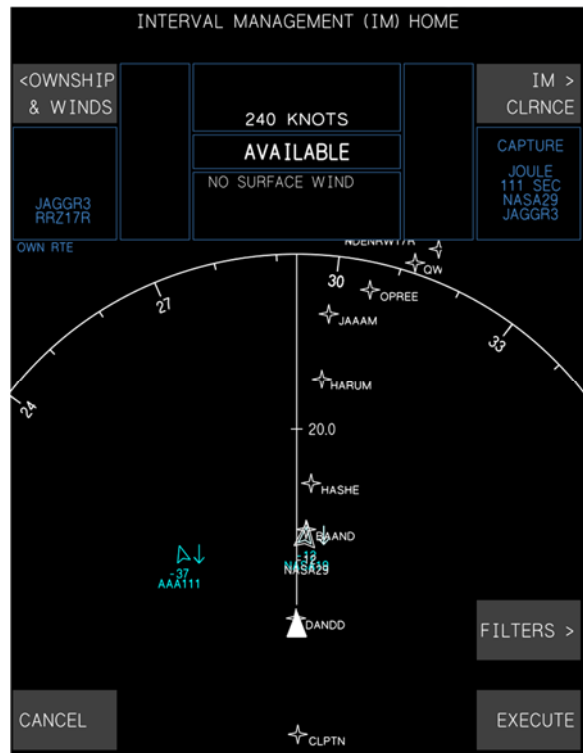 INTERVAL MANAGEMENT (IM) HOME
<OWNSHIP
& WINDS
IM >
CLRNCE
240 KNOTS
AVAILABLE
NO SURFACE WIND
CAPTURE
JOULE
111 SEC
NASA29
JAGGR3
JAGGR3
RRZ17R
OWN RTE
QW
30
OPREE
27
JAAAM
33
HARUM
24
20.0
HASHE
BAAND
-37
AAA111
-12
NASA29
DANDD
FILTERS >
CANCEL
EXECUTE
CLPTN